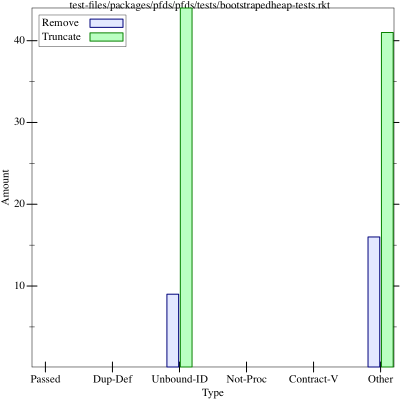 test-files/packages/pfds/pfds/tests/bootstrapedheap-tests.rkt
Remove
Truncate
40
30
20
10
Amount
Passed Dup-Def Unbound-ID Not-Proc Contract-V Other
Type